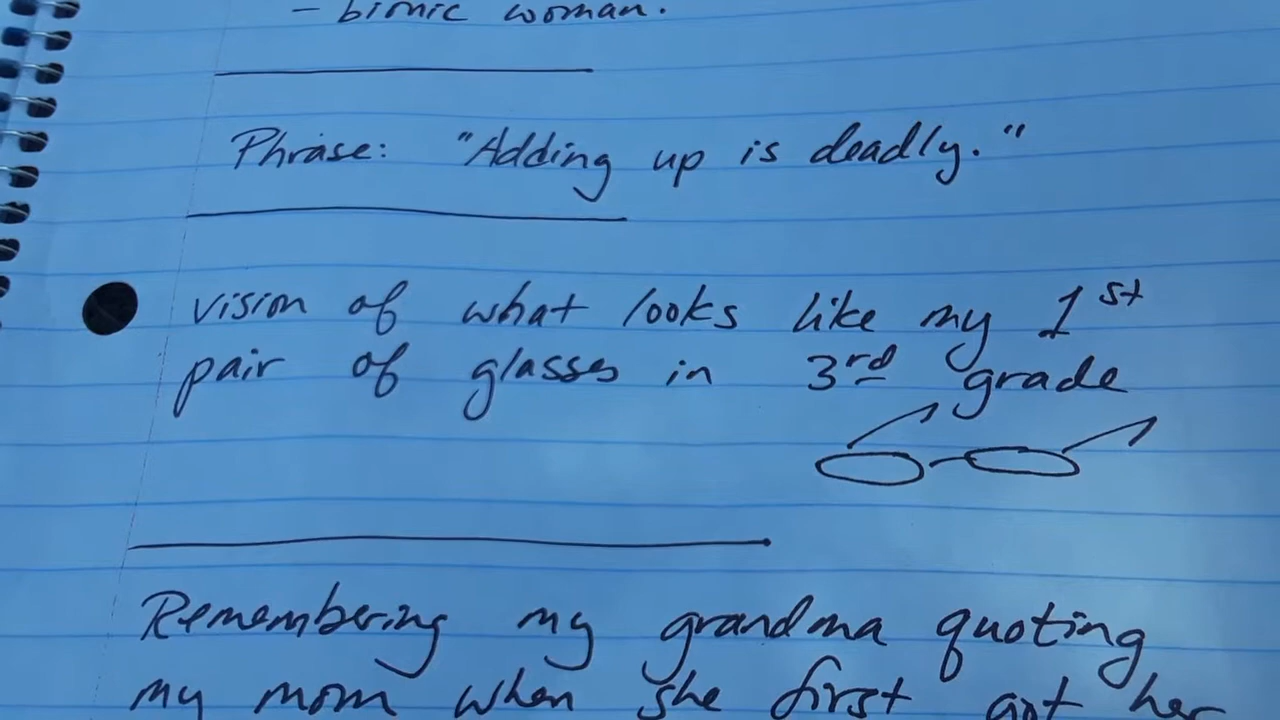 - bionic woman.
Phrase: "Adding up is deadly."
vision of what looks like my 1st
pair of glasses in 3rd grade
Remembering my grandma quoting
my mom when she first got her